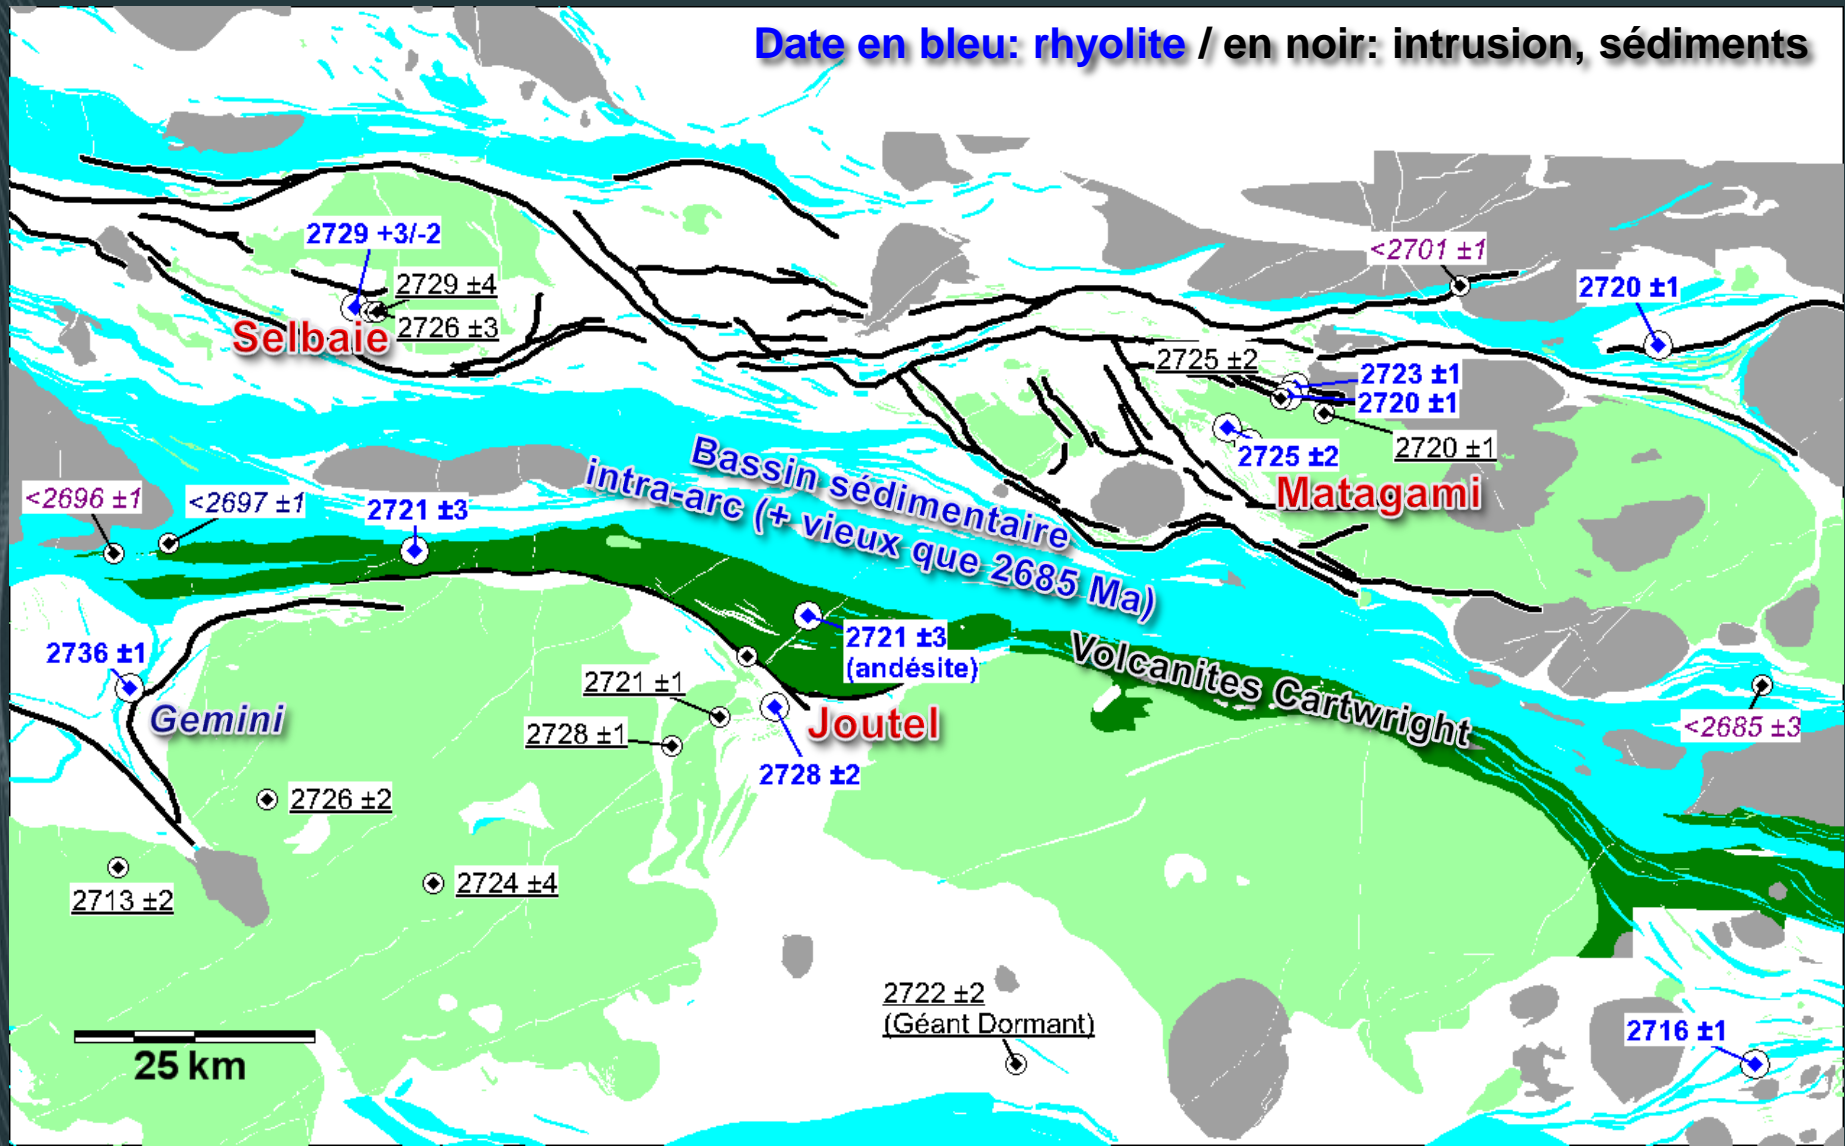 Date en bleu: rhyolite / en noir: intrusion, sédiments
2729 +3/-2
2729 ±4
2726 ±3
Selbaie
<2701 ±1
2720 ±1
2725 ±2
2723 ±1
2720 ±1
2720 ±1
2725 ±2
Matagami
<2696 ±1
<2697 ±1
2721 ±3
Bassin sédimentaire
intra-arc (+ vieux que 2685 Ma)
2736 ±1
Gemini
2721 ±3
(andésite)
Volcanites Cartwright
2721 ±1
2728 ±1
Joutel
2728 ±2
<2685 ±3
2726 ±2
2713 ±2
2724 ±4
2722 ±2
(Géant Dormant)
2716 ±1
25 km